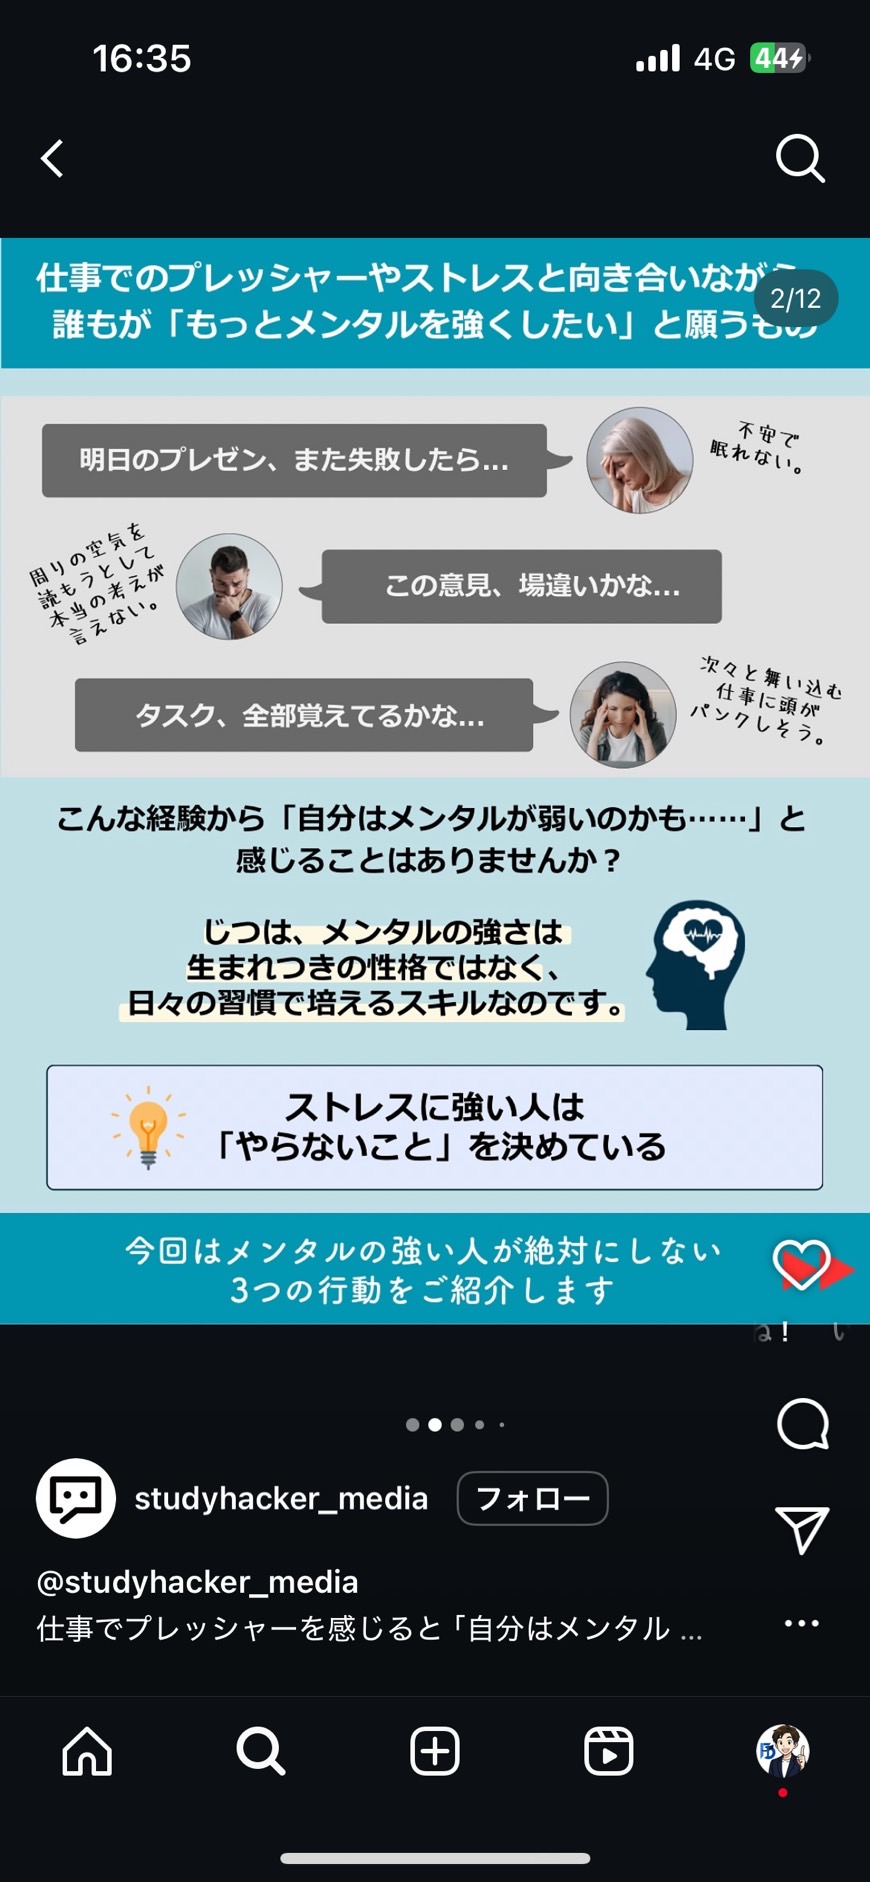 16:35
4G
44
仕事でのプレッシャーやストレスと向き合いながら
2/12
誰もが「もっとメンタルを強くしたい」と願うもの
明日のプレゼン、また失敗したら…
不安で
眠れない。
周りの空気を
読もうとして
本当の考えが
言えない。
この意見、場違いかな…
タスク、全部覚えてるかな…
次々と舞い込む
仕事に頭が
パンクしそう。
こんな経験から「自分はメンタルが弱いのかも……」と
感じることはありませんか？
じつは、メンタルの強さは
生まれつきの性格ではなく、
日々の習慣で培えるスキルなのです。
ストレスに強い人は
「やらないこと」を決めている
今回はメンタルの強い人が絶対にしない
3つの行動をご紹介します
ね！ い
studyhacker_media
フォロー
@studyhacker_media
仕事でプレッシャーを感じると「自分はメンタル ...